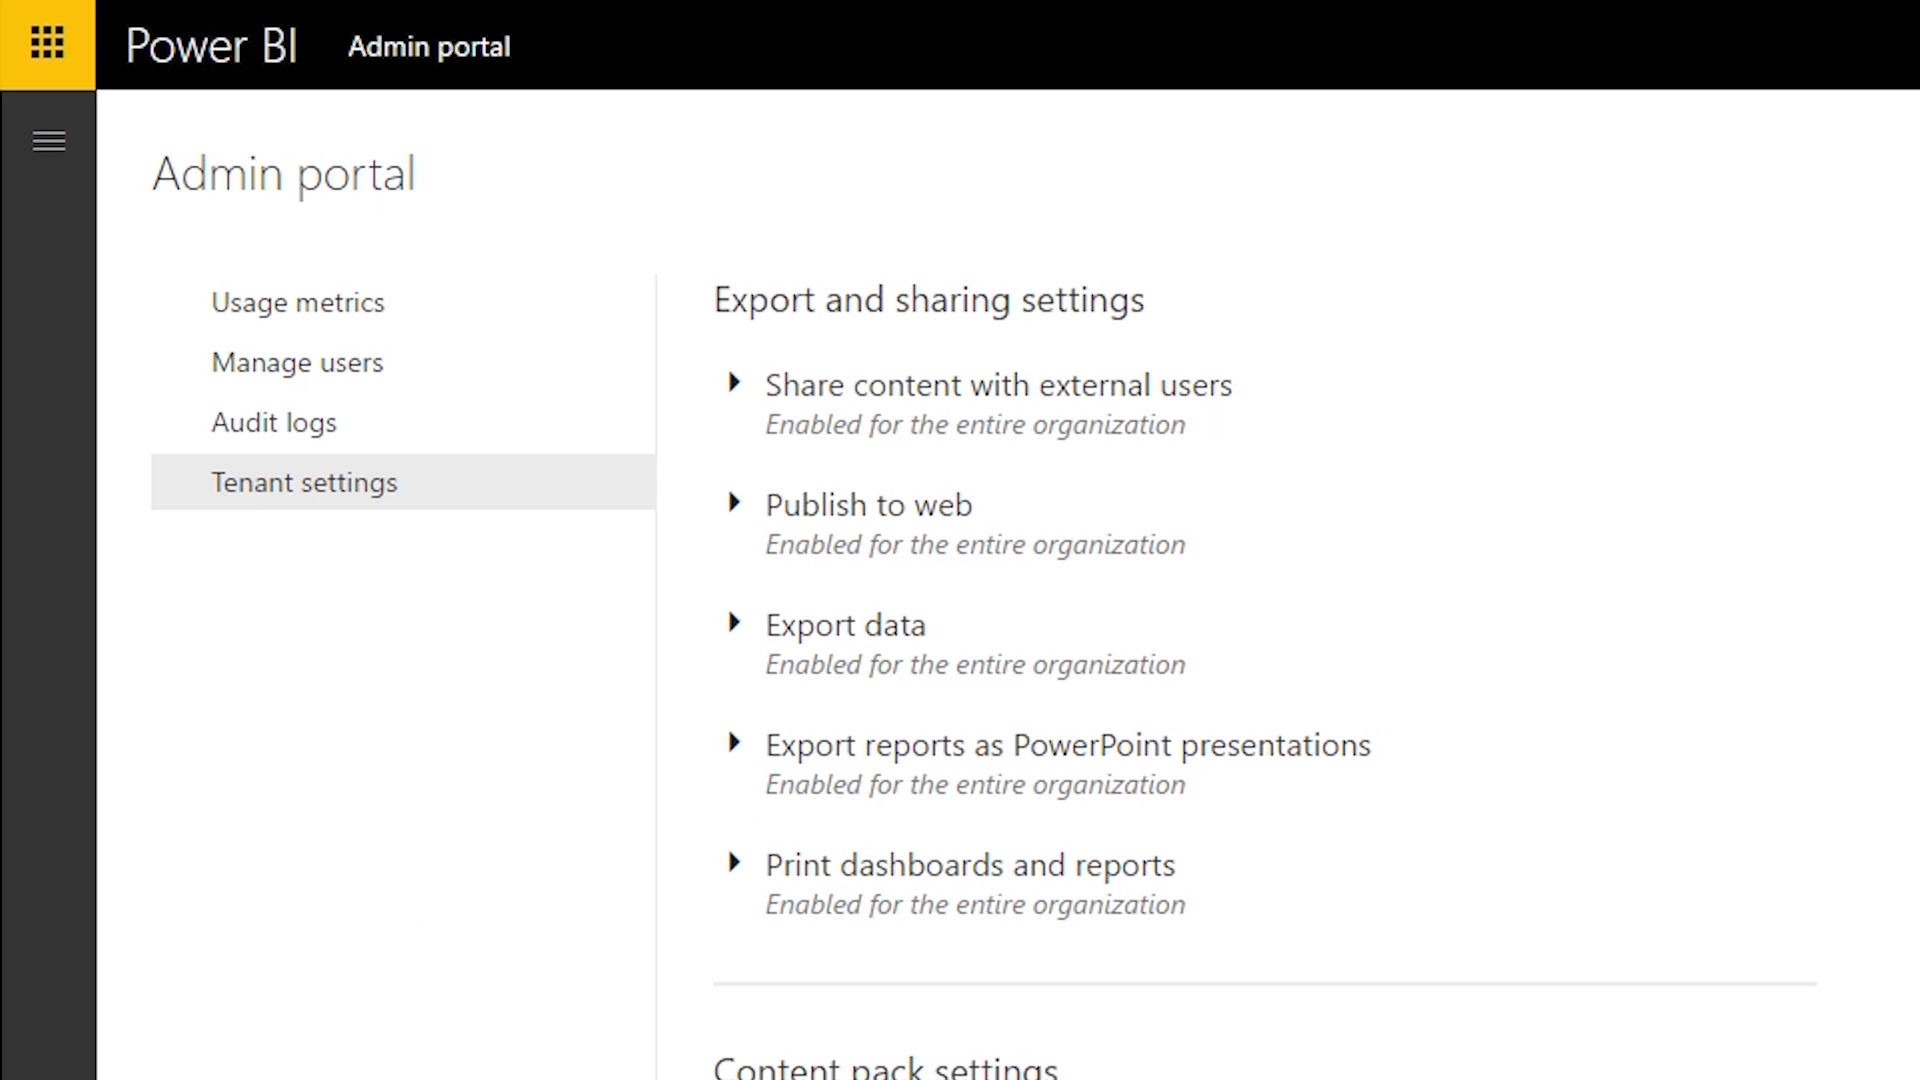 Power BI Admin portal
Admin portal
Usage metrics
Manage users
Audit logs
Tenant settings
Export and sharing settings
Share content with external users
Enabled for the entire organization
Publish to web
Enabled for the entire organization
Export data
Enabled for the entire organization
Export reports as PowerPoint presentations
Enabled for the entire organization
Print dashboards and reports
Enabled for the entire organization
Content pack settings